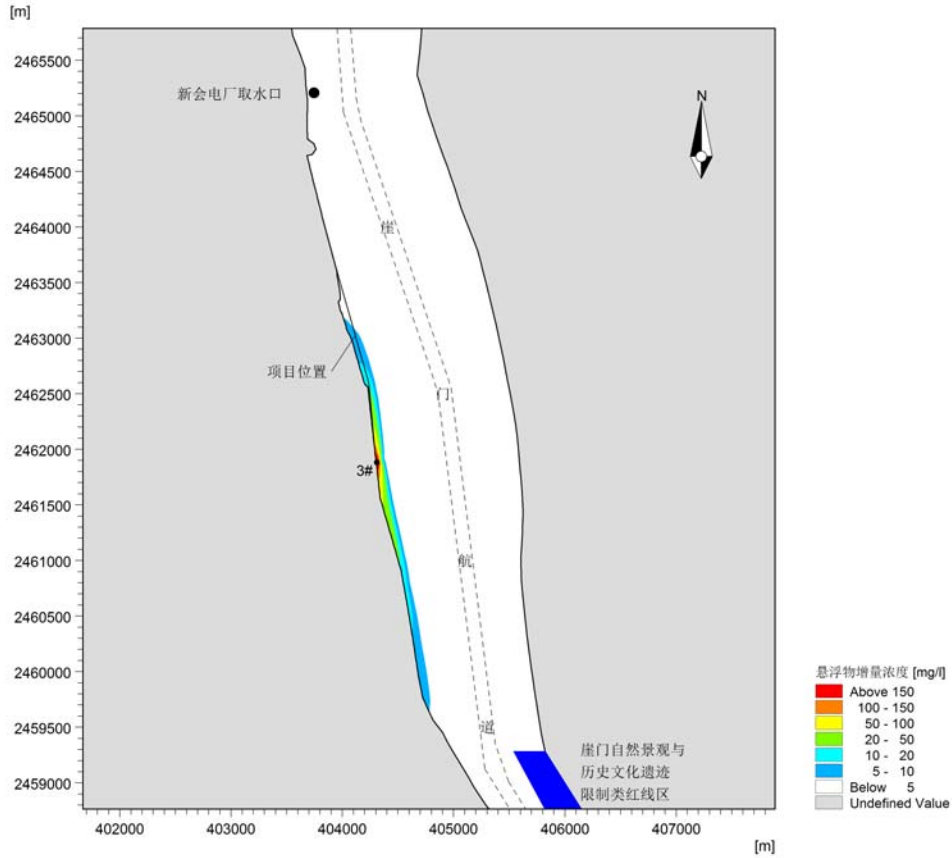 [m]
2465500
新会电厂取水口
2465000
N
2464500
2464000
崖
2463500
2463000
项目位置
2462500
门
2462000
3#
2461500
2461000
航
2460500
2460000
悬浮物增量浓度 [mg/l]
Above 150
100 - 150
50 - 100
20 - 50
10 - 20
5 - 10
Below 5
Undefined Value
2459500
道
崖门自然景观与
历史文化遗迹
限制类红线区
2459000
402000 403000 404000 405000 406000 407000
[m]